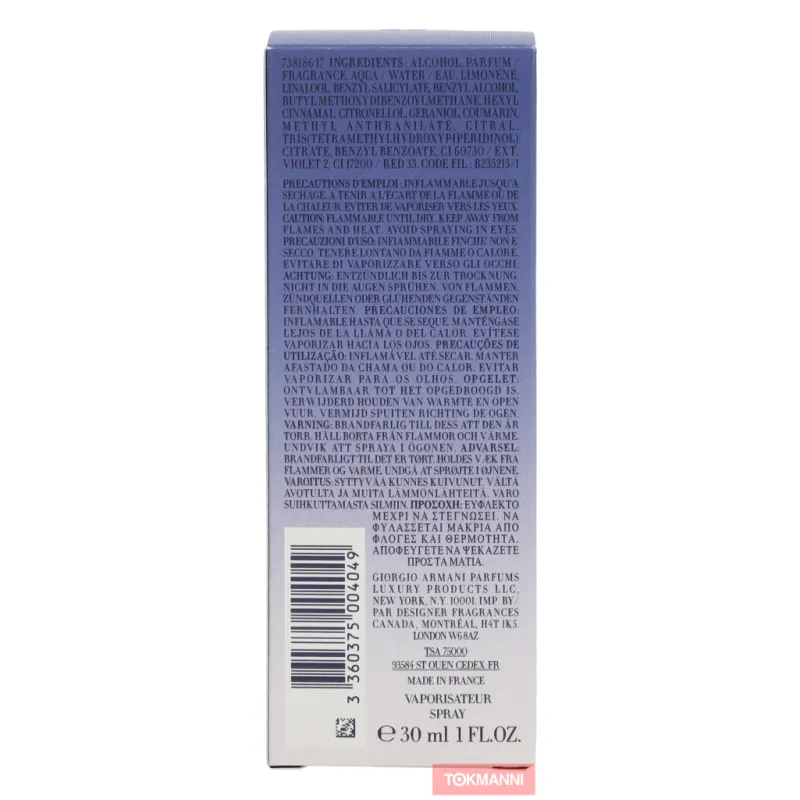 7381861 7 INGREDIENTS: ALCOHOL, PARFUM /
FRAGRANCE, AQUA / WATER / EAU, LIMONENE,
LINALOOL, BENZYL SALICYLATE, BENZYL ALCOHOL,
BUTYL METHOXYDIBENZOYLMETHANE, HEXYL
CINNAMAL, CITRONELLOL, GERANIOL, COUMARIN,
METHYL ANTHRANILATE, CITRAL,
TRIS(TETRAMETHYLHYDROXYPIPERIDINOL)
CITRATE, BENZYL BENZOATE, CI 60730 / EXT.
VIOLET 2, CI 17200 / RED 33. CODE FIL : B235213/1
PRECAUTIONS D'EMPLOI : INFLAMMABLE JUSQU'A
SECHAGE. A TENIR A L'ÉCART DE LA FLAMME OÙ DE
LA CHALEUR. EVITER DE VAPORISER VERS LES YEUX.
CAUTION: FLAMMABLE UNTIL DRY. KEEP AWAY FROM
FLAMES AND HEAT. AVOID SPRAYING IN EYES.
PRECAUZIONI D'USO: INFIAMMABILE FINCHE' NON E'
SECCO. TENERE LONTANO DA FIAMME O CALORE.
EVITARE DI VAPORIZZARE VERSO GLI OCCHI.
ACHTUNG: ENTZÜNDLICH BIS ZUR TROCKNUNG.
NICHT IN DIE AUGEN SPRÜHEN. VON FLAMMEN,
ZÜNDQUELLEN ODER GLÜHENDEN GEGENSTÄNDEN
FERNHALTEN PRECAUCIONES DE EMPLEO:
INFLAMABLE HASTA QUE SE SEQUE. MANTÉNGASE
LEJOS DE LA LLAMA O DEL CALOR. EVÍTESE
VAPORIZAR HACIA LOS OJOS. PRECAUÇÕES DE
UTILIZAÇÃO: INFLAMÁVEL ATÉ SECAR. MANTER
AFASTADO DA CHAMA OU DO CALOR. EVITAR
VAPORIZAR PARA OS OLHOS. OPGELET:
ONTVLAMBAAR TOT HET OPGEDROOGD IS.
VERWIJDERD HOUDEN VAN WARMTE EN OPEN
VUUR. VERMIJD SPUITEN RICHTING DE OGEN.
VARNING: BRANDFARLIG TILL DESS ATT DEN ÄR
TORR. HÅLL BORTA FRÅN FLAMMOR OCH VÄRME.
UNDVIK ATT SPRAYA I ÖGONEN. ADVARSEL:
BRANDFARLIGT TIL DET ER TØRT. HOLDES VÆK FRA
FLAMMER OG VARME. UNDGÅ AT SPRØJTE I ØJNENE.
VAROITUS: SYTTYVÄÄ KUNNES KUIVUNUT. VÄLTÄ
AVOTULTA JA MUITA LÄMMÖNLÄHTEITÄ. VARO
SUIHKUTTAMASTA SILMIIN. ΠΡΟΣΟΧΗ: ΕΥΦΛΕΚΤΟ
ΜΕΧΡΙ ΝΑ ΣΤΕΓΝΩΣΕΙ. ΝΑ
ΦΥΛΑΣΣΕΤΑΙ ΜΑΚΡΙΑ ΑΠΟ
ΦΛΟΓΕΣ ΚΑΙ ΘΕΡΜΟΤΗΤΑ.
ΑΠΟΦΕΥΓΕΤΕ ΝΑ ΨΕΚΑΖΕΤΕ
ΠΡΟΣ ΤΑ ΜΑΤΙΑ.
GIORGIO ARMANI PARFUMS
LUXURY PRODUCTS LLC,
NEW YORK, N.Y. 10001. IMP. BY/
PAR DESIGNER FRAGRANCES
CANADA, MONTRÉAL, H4T 1K5.
LONDON W6 8AZ
TSA 75000
93584 ST OUEN CEDEX. FR
MADE IN FRANCE
VAPORISATEUR
SPRAY
℮ 30 ml 1 FL.OZ.
3 360375 004049
TOKMANNI